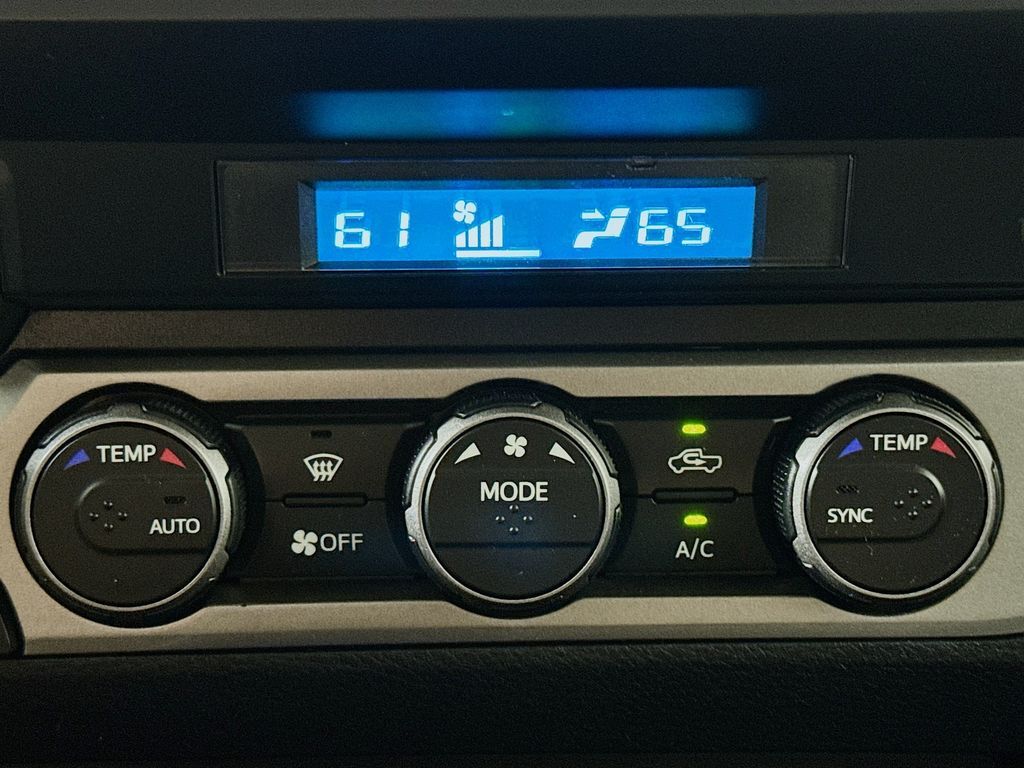 61 65
TEMP
AUTO
OFF
MODE
A/C
TEMP
SYNC